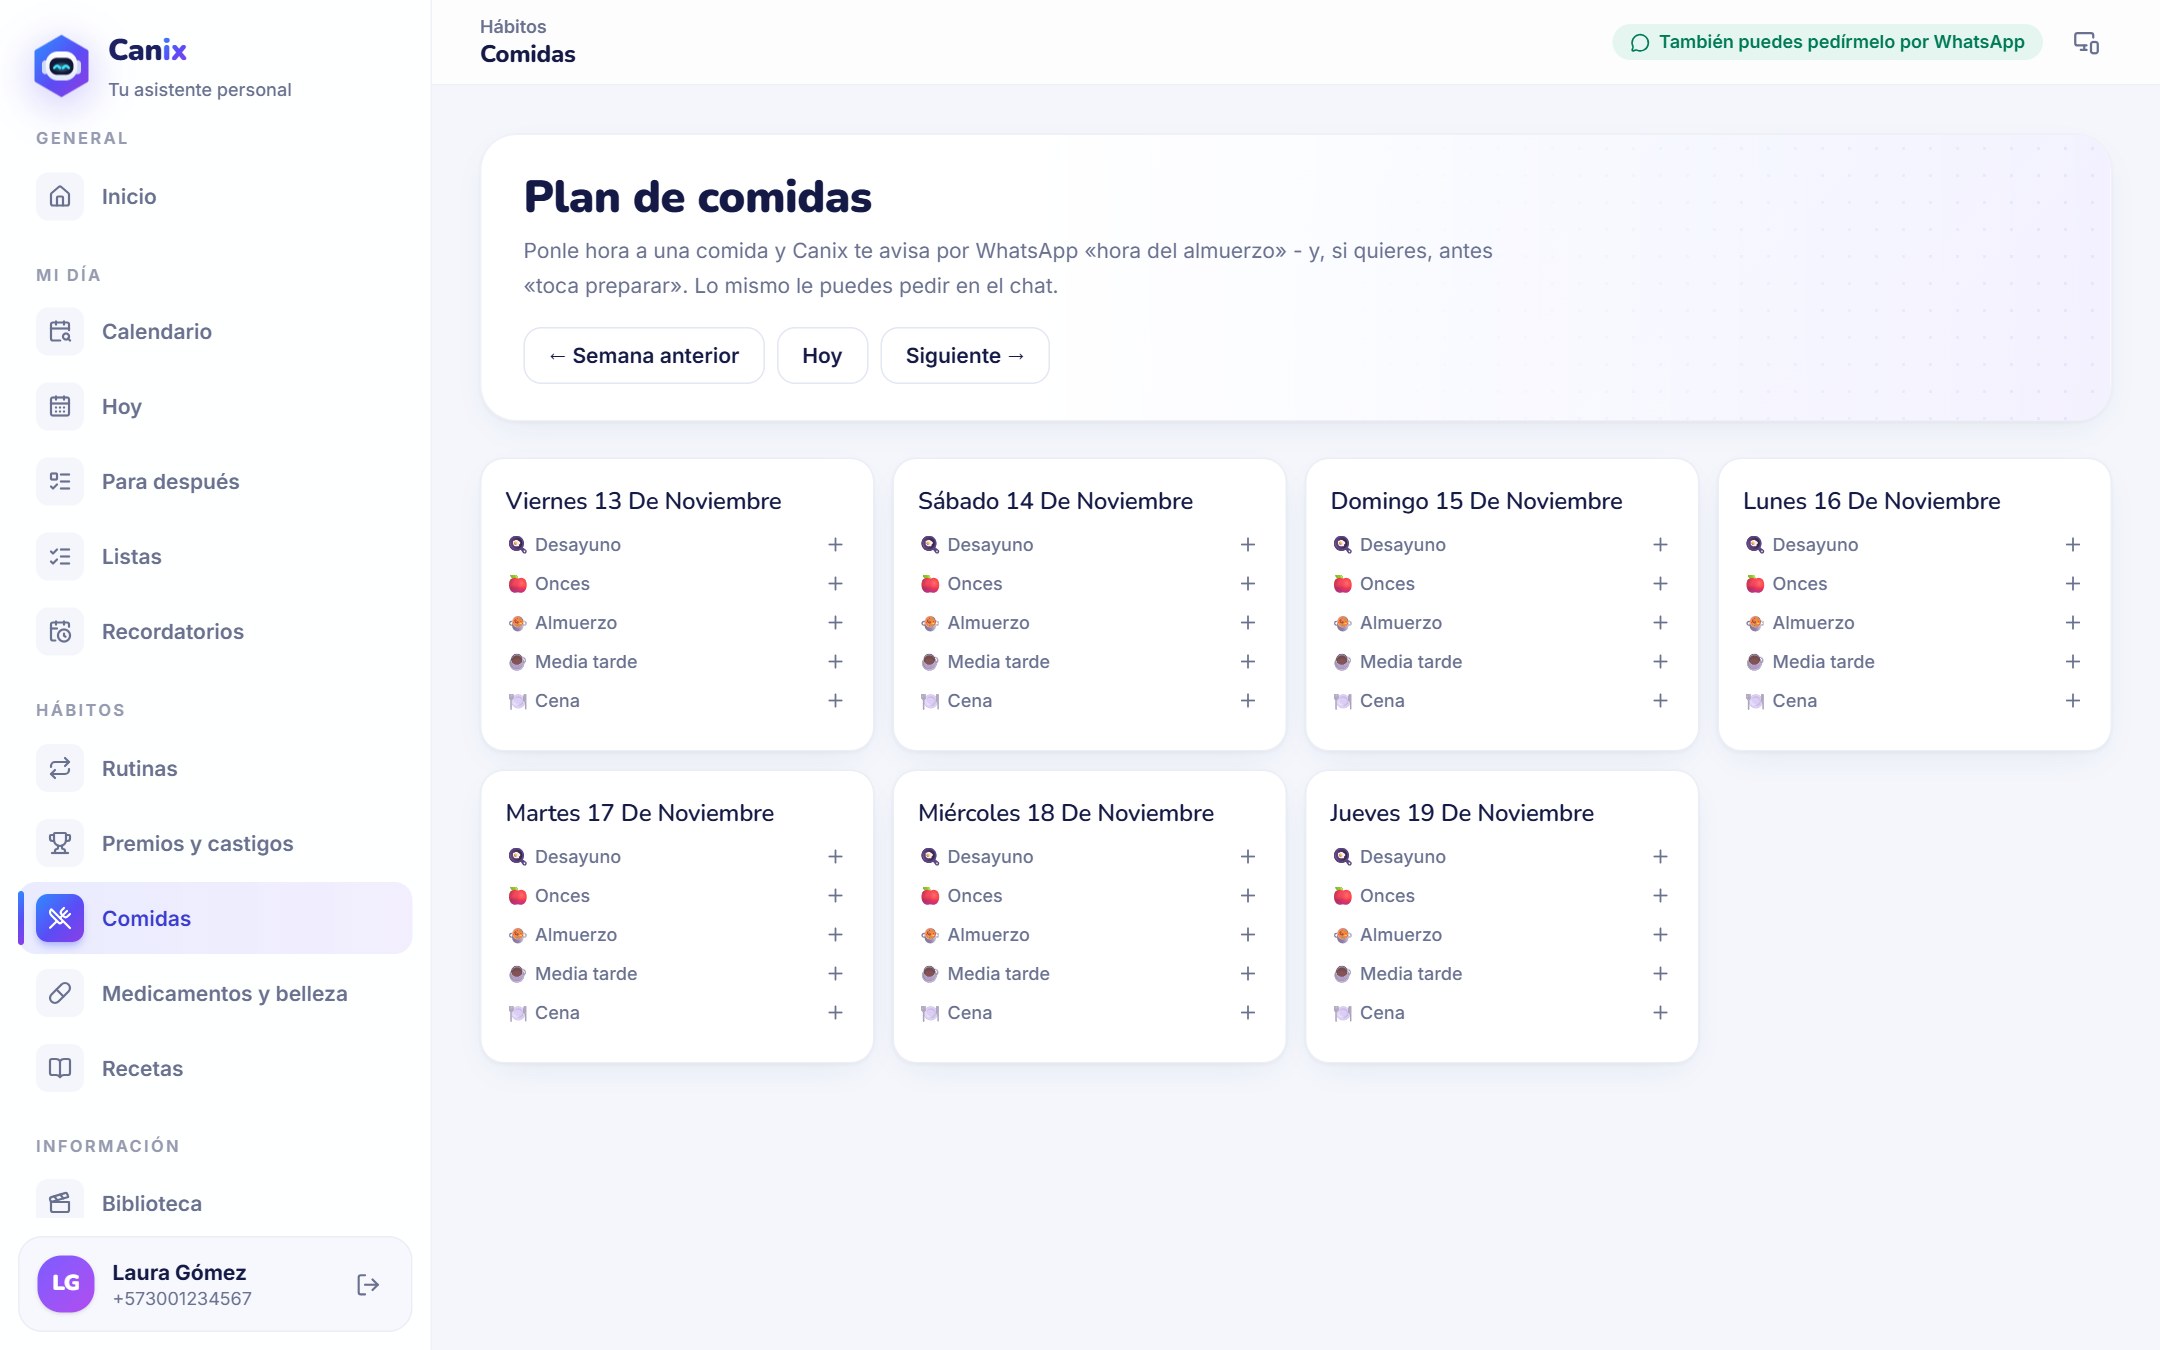 Canix
Tu asistente personal
GENERAL
Inicio
MI DÍA
Calendario
Hoy
Para después
Listas
Recordatorios
HÁBITOS
Rutinas
Premios y castigos
Comidas
Medicamentos y belleza
Recetas
INFORMACIÓN
Biblioteca
LG
Laura Gómez
+573001234567
Hábitos
Comidas
También puedes pedírmelo por WhatsApp
Plan de comidas
Ponle hora a una comida y Canix te avisa por WhatsApp «hora del almuerzo» - y, si quieres, antes
«toca preparar». Lo mismo le puedes pedir en el chat.
← Semana anterior
Hoy
Siguiente →
Viernes 13 De Noviembre
Desayuno
Onces
Almuerzo
Media tarde
Cena
Sábado 14 De Noviembre
Desayuno
Onces
Almuerzo
Media tarde
Cena
Domingo 15 De Noviembre
Desayuno
Onces
Almuerzo
Media tarde
Cena
Lunes 16 De Noviembre
Desayuno
Onces
Almuerzo
Media tarde
Cena
Martes 17 De Noviembre
Desayuno
Onces
Almuerzo
Media tarde
Cena
Miércoles 18 De Noviembre
Desayuno
Onces
Almuerzo
Media tarde
Cena
Jueves 19 De Noviembre
Desayuno
Onces
Almuerzo
Media tarde
Cena